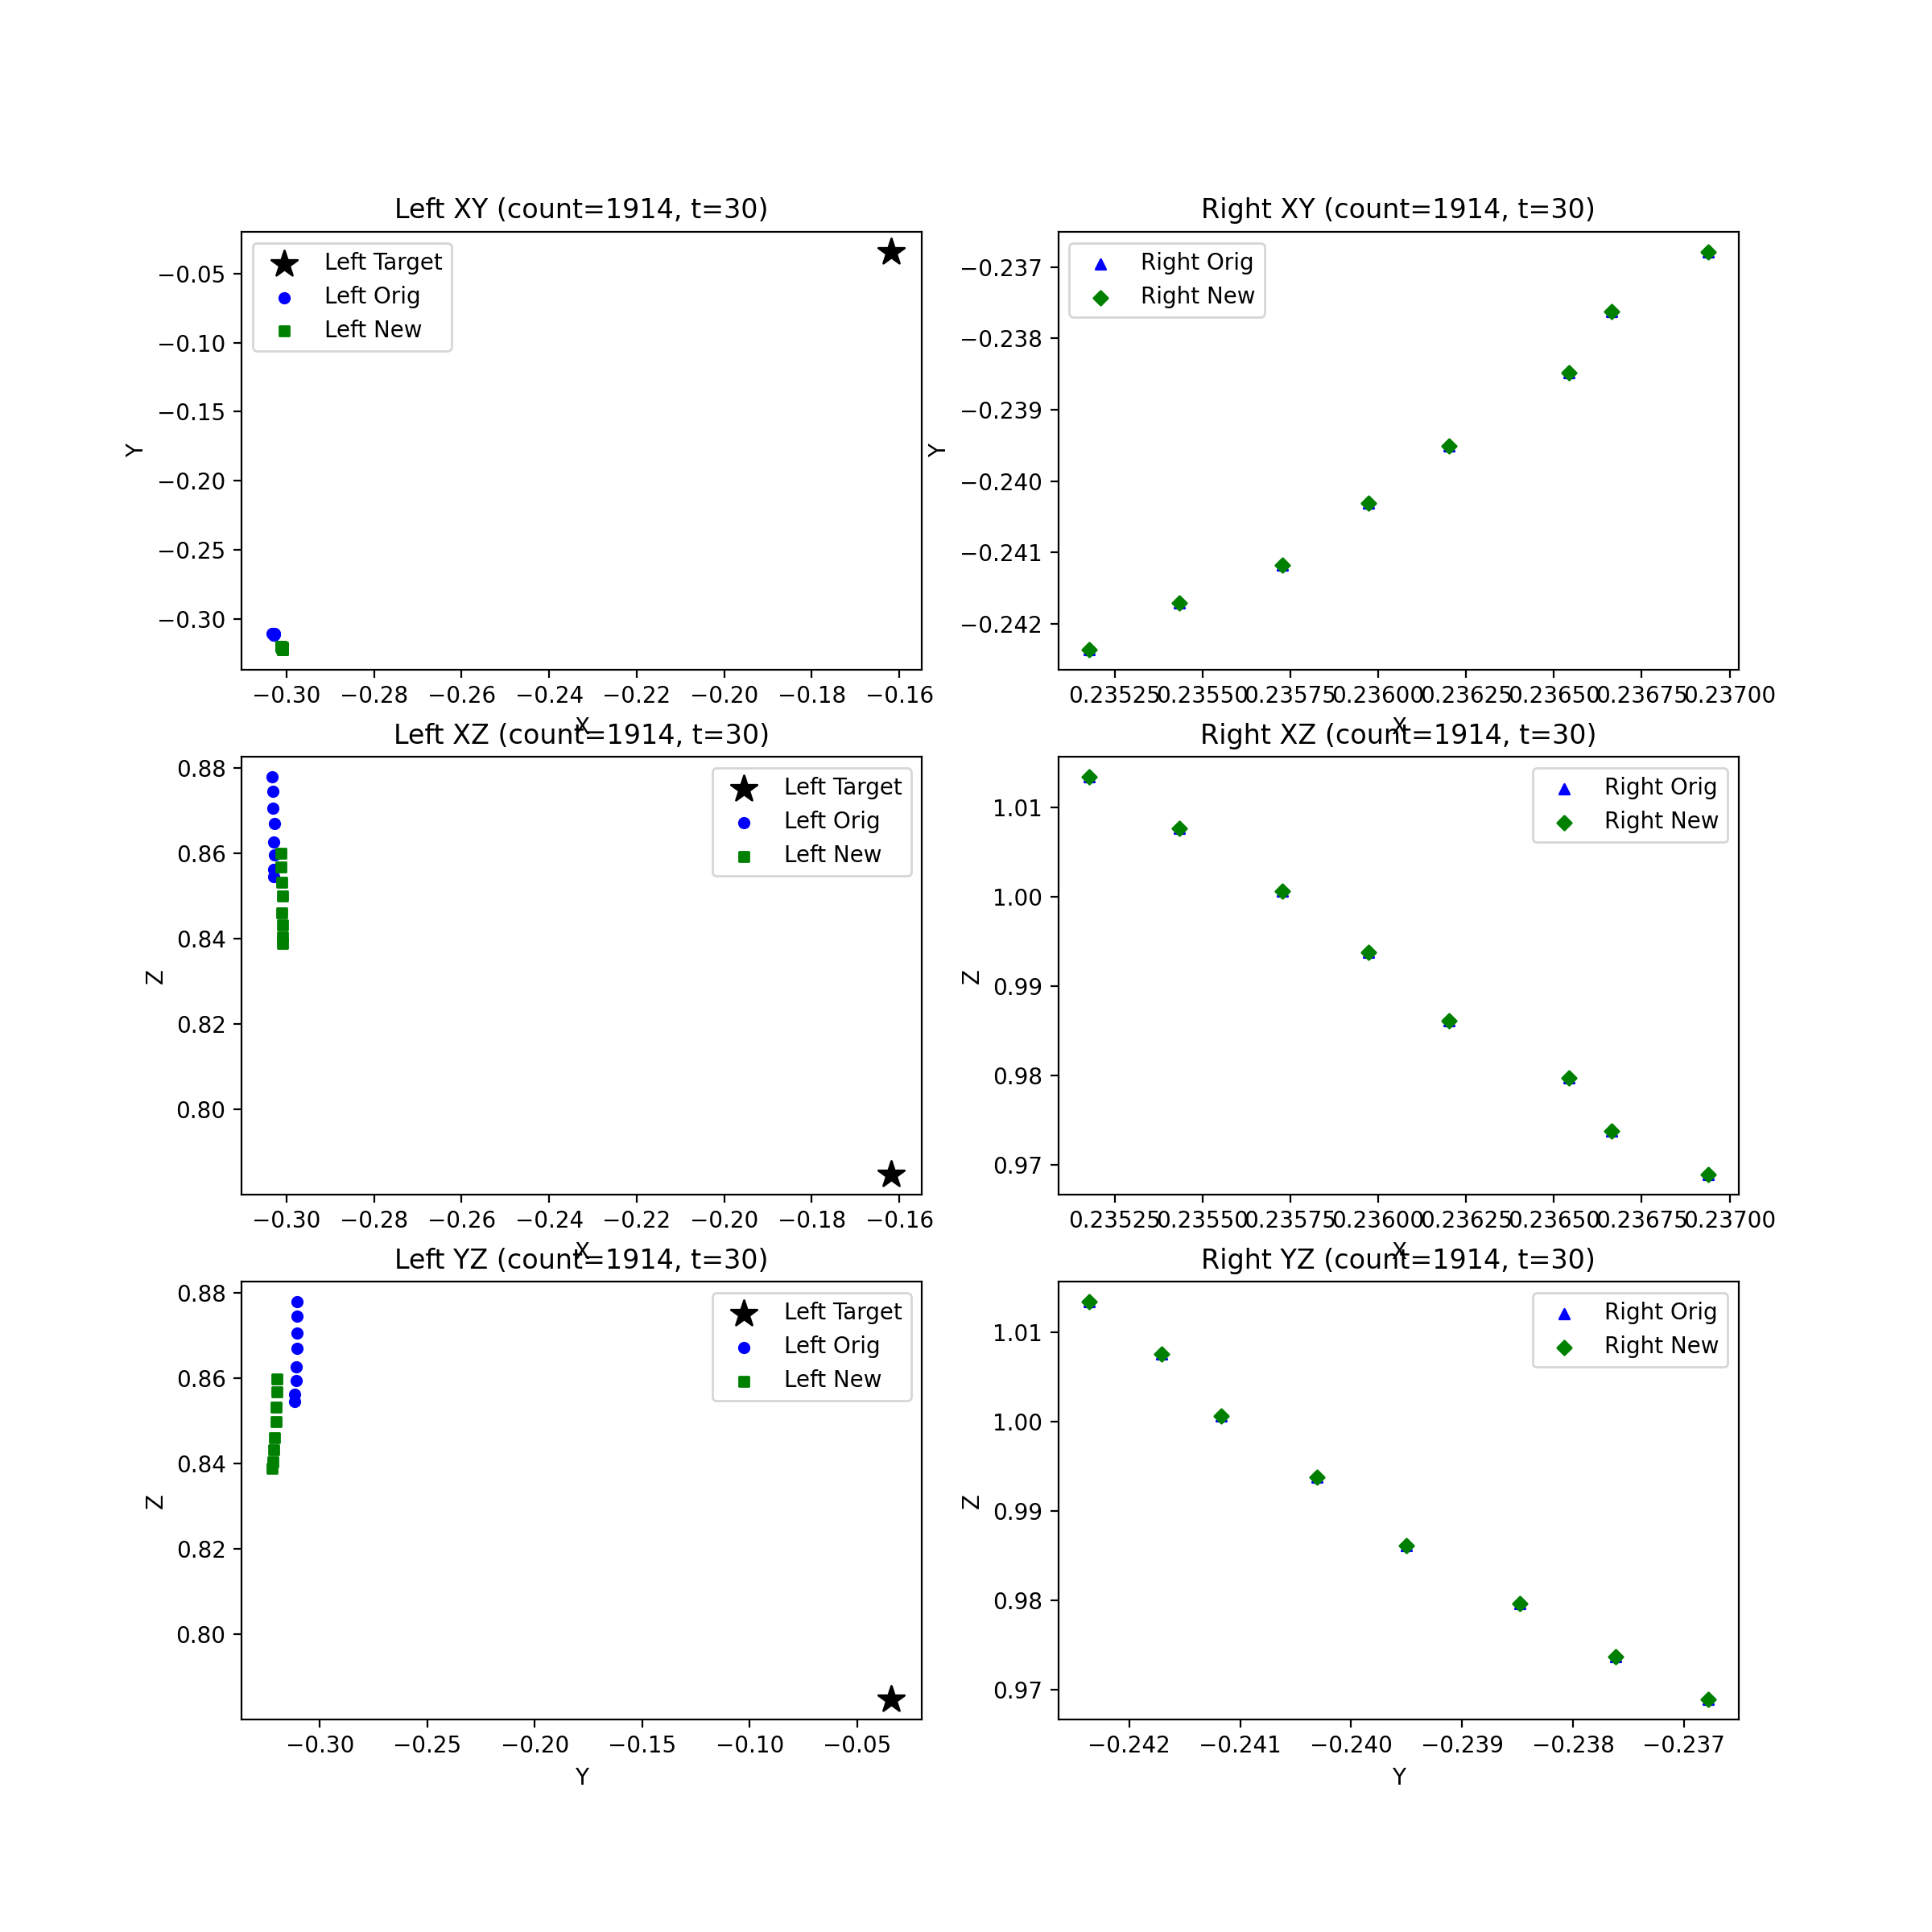 Left XY (count=1914, t=30)
Left Target
Left Orig
Left New
−0.05
−0.10
−0.15
−0.20
−0.25
−0.30
Y
−0.30 −0.28 −0.26 −0.24 −0.22 −0.20 −0.18 −0.16
X
Right XY (count=1914, t=30)
Right Orig
Right New
−0.237
−0.238
−0.239
−0.240
−0.241
−0.242
Y
0.23525 0.23550 0.23575 0.23600 0.23625 0.23650 0.23675 0.23700
X
Left XZ (count=1914, t=30)
Left Target
Left Orig
Left New
0.88
0.86
0.84
0.82
0.80
Z
−0.30 −0.28 −0.26 −0.24 −0.22 −0.20 −0.18 −0.16
X
Right XZ (count=1914, t=30)
Right Orig
Right New
1.01
1.00
0.99
0.98
0.97
Z
0.23525 0.23550 0.23575 0.23600 0.23625 0.23650 0.23675 0.23700
X
Left YZ (count=1914, t=30)
Left Target
Left Orig
Left New
0.88
0.86
0.84
0.82
0.80
Z
−0.30 −0.25 −0.20 −0.15 −0.10 −0.05
Y
Right YZ (count=1914, t=30)
Right Orig
Right New
1.01
1.00
0.99
0.98
0.97
Z
−0.242 −0.241 −0.240 −0.239 −0.238 −0.237
Y